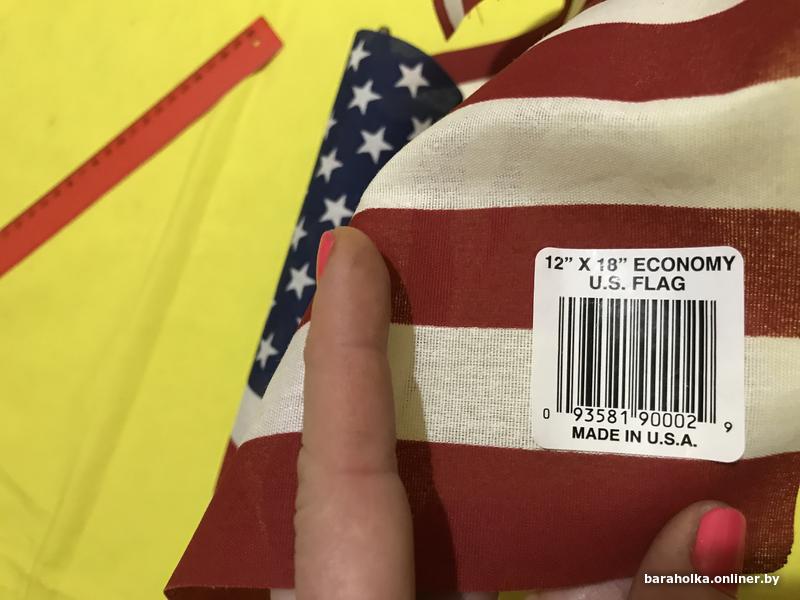 12” X 18” ECONOMY
U.S. FLAG
0 93581 90002 9
MADE IN U.S.A.
baraholka.onliner.by